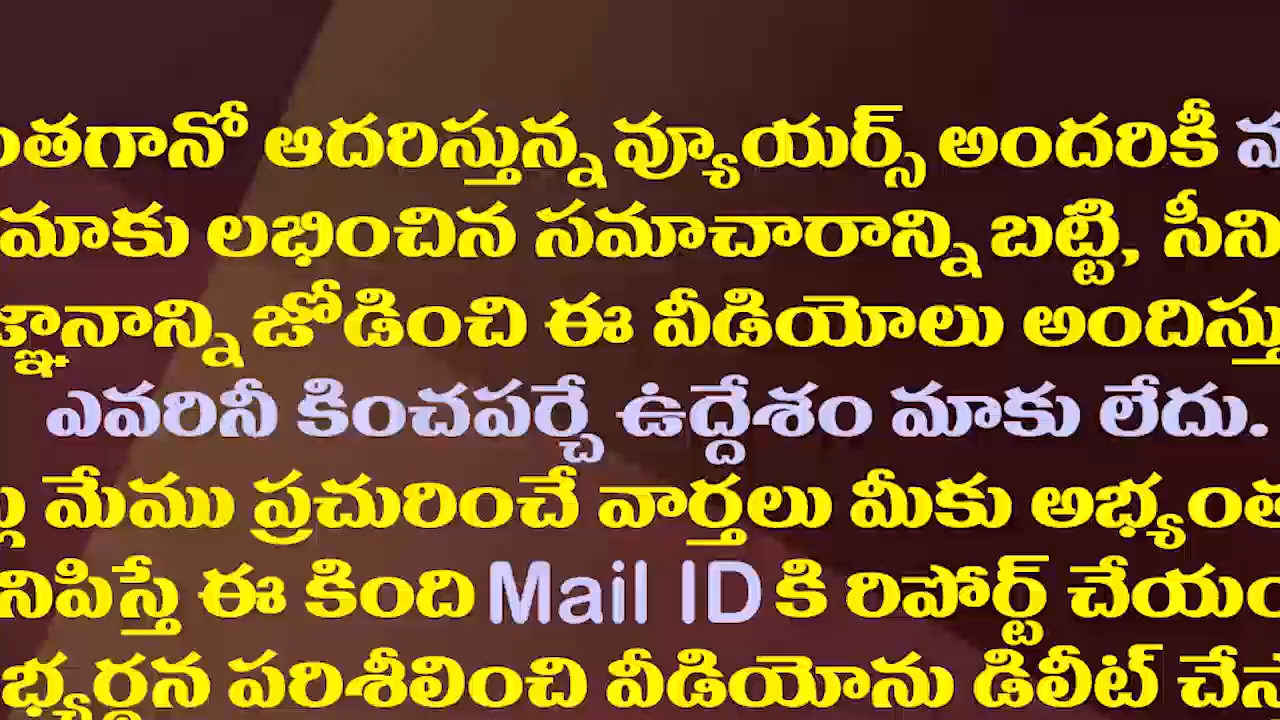 ంతగానో ఆదరిస్తున్న వ్యూయర్స్ అందరికీ
మాకు లభించిన సమాచారాన్ని బట్టి, సీని
జ్ఞానాన్ని జోడించి ఈ వీడియోలు అందిస్తు
ఎవరినీ కించపర్చే ఉద్దేశం మాకు లేదు.
మేము ప్రచురించే వార్తలు మీకు అభ్యంత
నిపిస్తే ఈ కింది Mail ID కి రిపోర్ట్ చేయం
భ్యర్థన పరిశీలించి వీడియోను డిలీట్ చేస